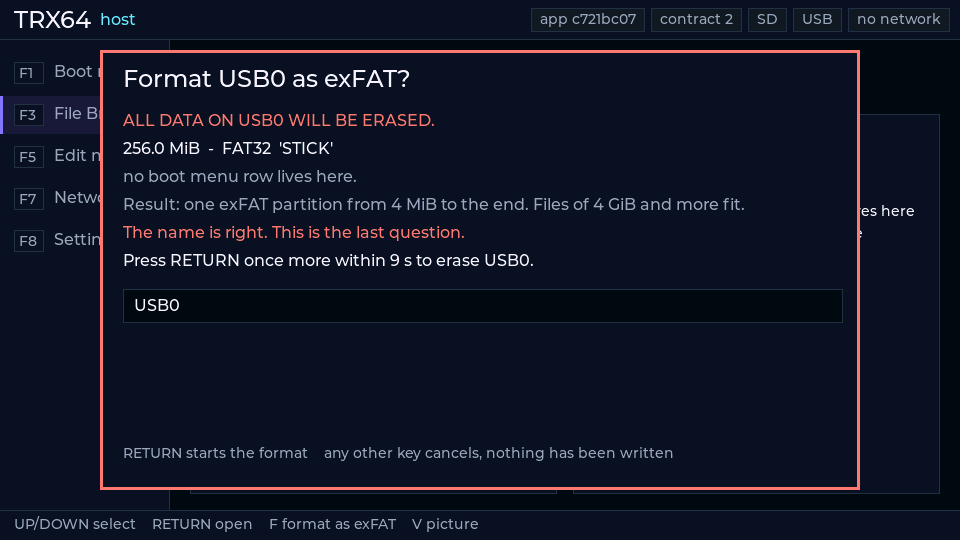 TRX64 host
app c721bc07 contract 2 SD USB no network
F1 Boot
F3 File
F5 Edit
F7
F8
Format USB0 as exFAT?
ALL DATA ON USB0 WILL BE ERASED.
256.0 MiB - FAT32 'STICK'
no boot menu row lives here.
Result: one exFAT partition from 4 MiB to the end. Files of 4 GiB and more fit.
The name is right. This is the last question.
Press RETURN once more within 9 s to erase USB0.
USB0
RETURN starts the format any other key cancels, nothing has been written
here
UP/DOWN select RETURN open F format as exFAT V picture